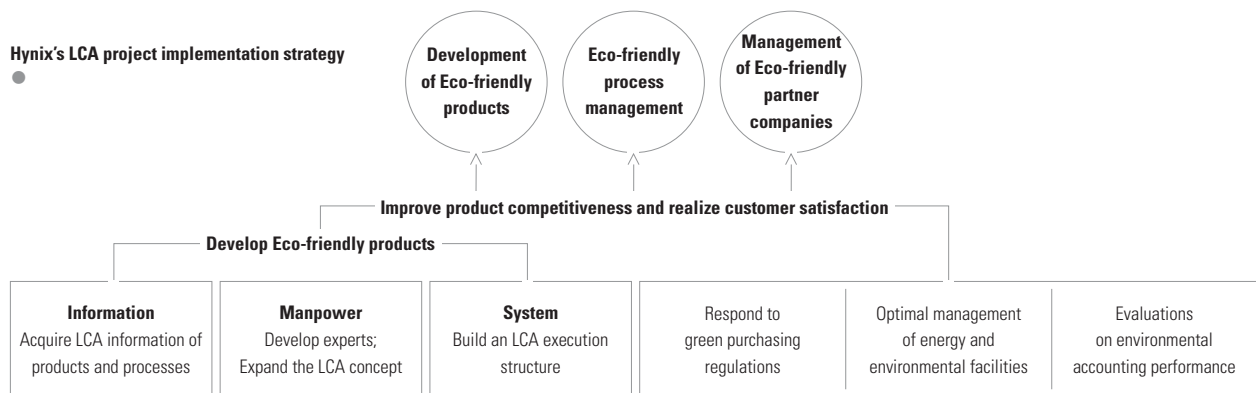 Hynix's LCA project implementation strategy
Development
of Eco-friendly
products
Eco-friendly
process
management
Management
of Eco-friendly
partner
companies
Improve product competitiveness and realize customer satisfaction
Develop Eco-friendly products
Information
Acquire LCA information of
products and processes
Manpower
Develop experts;
Expand the LCA concept
System
Build an LCA execution
structure
Respond to
green purchasing
regulations
Optimal management
of energy and
environmental facilities
Evaluations
on environmental
accounting performance